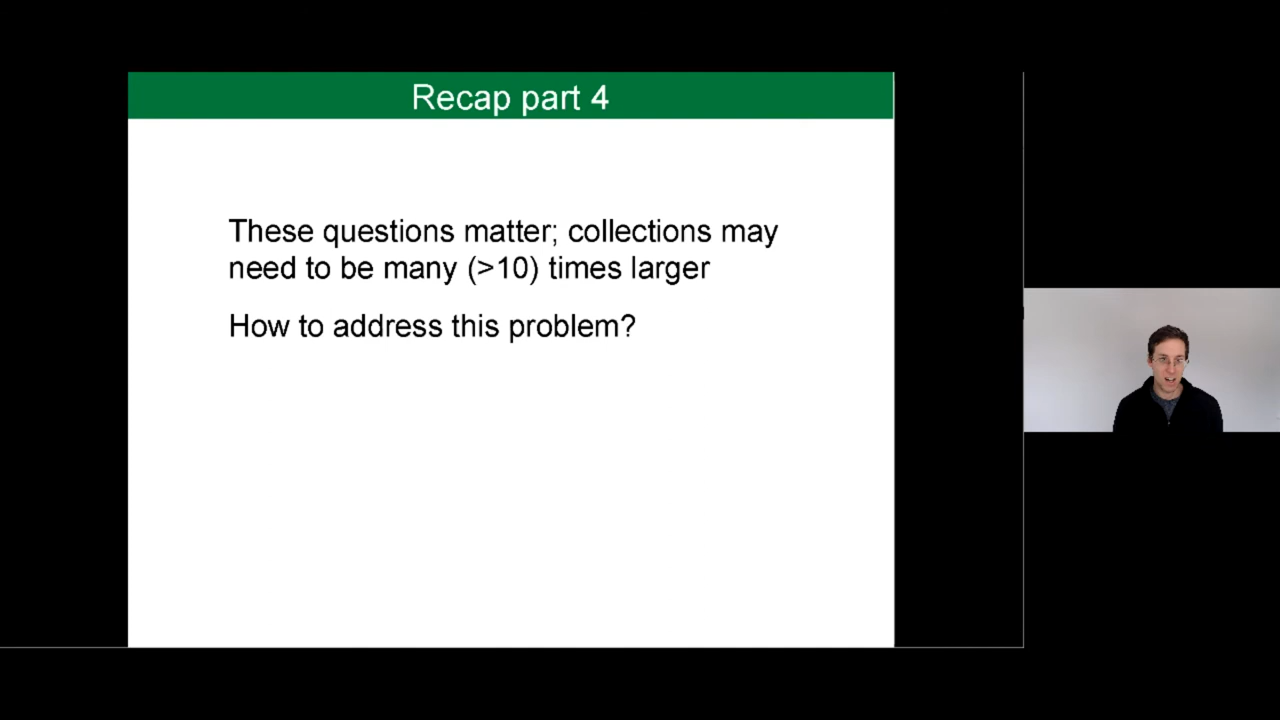 Recap part 4
These questions matter; collections may
need to be many (>10) times larger
How to address this problem?